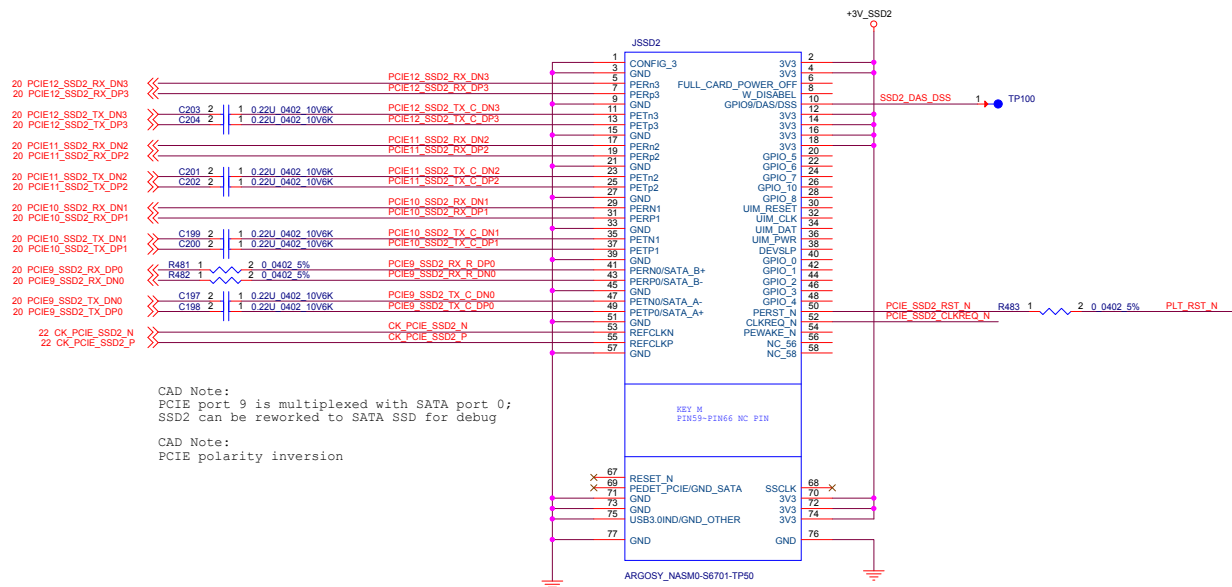 +3V_SSD2
JSSD2
1 CONFIG_3 3V3 2
3 GND 3V3 4
20 PCIE12_SSD2_RX_DN3 PCIE12_SSD2_RX_DN3 5 PERn3 FULL_CARD_POWER_OFF 6
20 PCIE12_SSD2_RX_DP3 PCIE12_SSD2_RX_DP3 7 PERp3 W_DISABEL 8
9 GND GPIO9/DAS/DSS 10 SSD2_DAS_DSS 1 TP100
20 PCIE12_SSD2_TX_DN3 C203 2 1 0.22U_0402_10V6K PCIE12_SSD2_TX_C_DN3 11 PETn3 3V3 12
20 PCIE12_SSD2_TX_DP3 C204 2 1 0.22U_0402_10V6K PCIE12_SSD2_TX_C_DP3 13 PETp3 3V3 14
15 GND 3V3 16
20 PCIE11_SSD2_RX_DN2 PCIE11_SSD2_RX_DN2 17 PERn2 3V3 18
20 PCIE11_SSD2_RX_DP2 PCIE11_SSD2_RX_DP2 19 PERp2 GPIO_5 20
21 GND GPIO_6 22
20 PCIE11_SSD2_TX_DN2 C201 2 1 0.22U_0402_10V6K PCIE11_SSD2_TX_C_DN2 23 PETn2 GPIO_7 24
20 PCIE11_SSD2_TX_DP2 C202 2 1 0.22U_0402_10V6K PCIE11_SSD2_TX_C_DP2 25 PETp2 GPIO_10 26
27 GND GPIO_8 28
20 PCIE10_SSD2_RX_DN1 PCIE10_SSD2_RX_DN1 29 PERN1 UIM_RESET 30
20 PCIE10_SSD2_RX_DP1 PCIE10_SSD2_RX_DP1 31 PERP1 UIM_CLK 32
33 GND UIM_DAT 34
20 PCIE10_SSD2_TX_DN1 C199 2 1 0.22U_0402_10V6K PCIE10_SSD2_TX_C_DN1 35 PETN1 UIM_PWR 36
20 PCIE10_SSD2_TX_DP1 C200 2 1 0.22U_0402_10V6K PCIE10_SSD2_TX_C_DP1 37 PETP1 DEVSLP 38
39 GND GPIO_0 40
20 PCIE9_SSD2_RX_DP0 R481 1 2 0_0402_5% PCIE9_SSD2_RX_R_DP0 41 PERN0/SATA_B+ GPIO_1 42
20 PCIE9_SSD2_RX_DN0 R482 1 2 0_0402_5% PCIE9_SSD2_RX_R_DN0 43 PERP0/SATA_B- GPIO_2 44
45 GND GPIO_3 46
20 PCIE9_SSD2_TX_DN0 C197 2 1 0.22U_0402_10V6K PCIE9_SSD2_TX_C_DN0 47 PETN0/SATA_A- GPIO_4 48
20 PCIE9_SSD2_TX_DP0 C198 2 1 0.22U_0402_10V6K PCIE9_SSD2_TX_C_DP0 49 PETP0/SATA_A+ PERST_N 50 PCIE_SSD2_RST_N R483 1 2 0_0402_5% PLT_RST_N
51 GND CLKREQ_N 52 PCIE_SSD2_CLKREQ_N
22 CK_PCIE_SSD2_N CK_PCIE_SSD2_N 53 REFCLKN PEWAKE_N 54
22 CK_PCIE_SSD2_P CK_PCIE_SSD2_P 55 REFCLKP NC_56 56
57 GND NC_58 58
CAD Note:
PCIE port 9 is multiplexed with SATA port 0;
SSD2 can be reworked to SATA SSD for debug
CAD Note:
PCIE polarity inversion
KEY M
PIN59~PIN66 NC PIN
67 RESET_N
69 PEDET_PCIE/GND_SATA SSCLK 68
71 GND 3V3 70
73 GND 3V3 72
75 USB3.0IND/GND_OTHER 3V3 74
77 GND GND 76
ARGOSY_NASM0-S6701-TP50